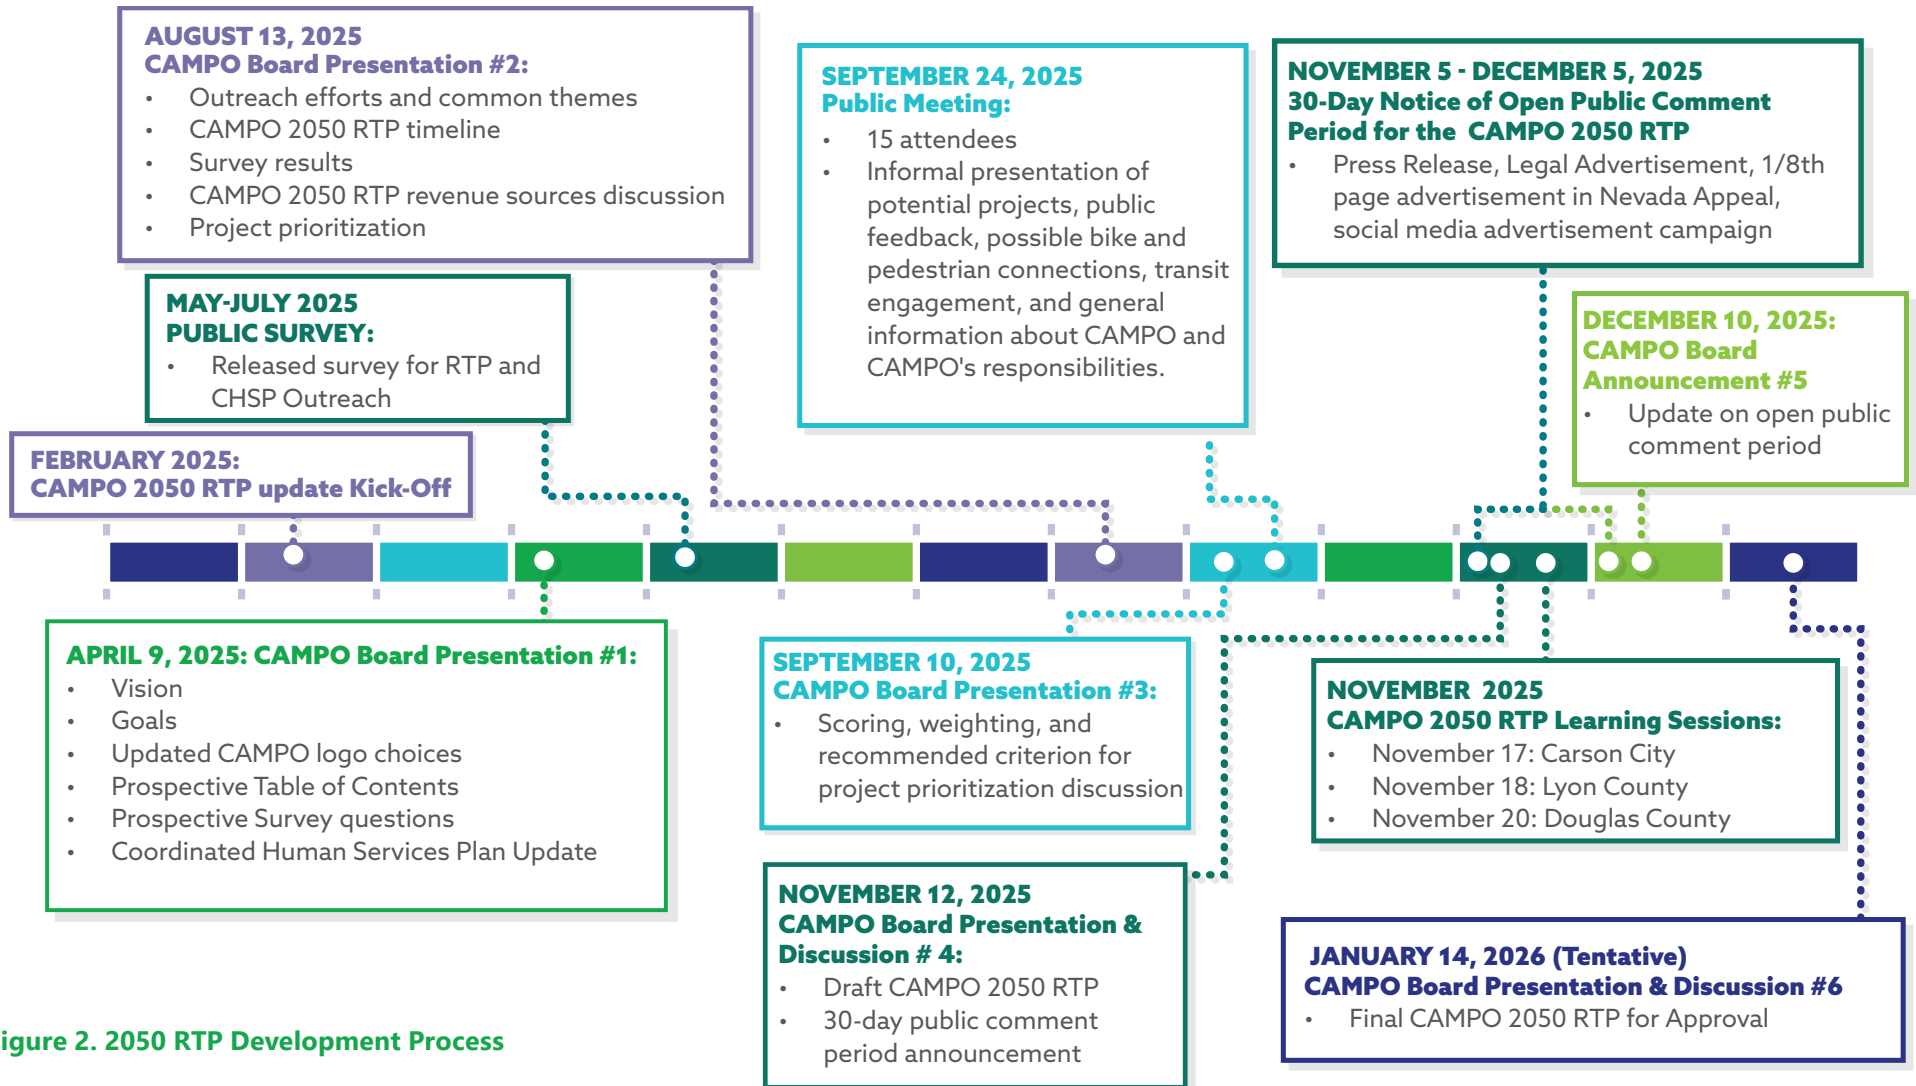 AUGUST 13, 2025
CAMPO Board Presentation #2:
• Outreach efforts and common themes
• CAMPO 2050 RTP timeline
• Survey results
• CAMPO 2050 RTP revenue sources discussion
• Project prioritization
MAY-JULY 2025
PUBLIC SURVEY:
• Released survey for RTP and
CHSP Outreach
FEBRUARY 2025:
CAMPO 2050 RTP update Kick-Off
SEPTEMBER 24, 2025
Public Meeting:
• 15 attendees
• Informal presentation of
potential projects, public
feedback, possible bike and
pedestrian connections, transit
engagement, and general
information about CAMPO and
CAMPO's responsibilities.
NOVEMBER 5 - DECEMBER 5, 2025
30-Day Notice of Open Public Comment
Period for the CAMPO 2050 RTP
• Press Release, Legal Advertisement, 1/8th
page advertisement in Nevada Appeal,
social media advertisement campaign
DECEMBER 10, 2025:
CAMPO Board
Announcement #5
• Update on open public
comment period
APRIL 9, 2025: CAMPO Board Presentation #1:
• Vision
• Goals
• Updated CAMPO logo choices
• Prospective Table of Contents
• Prospective Survey questions
• Coordinated Human Services Plan Update
SEPTEMBER 10, 2025
CAMPO Board Presentation #3:
• Scoring, weighting, and
recommended criterion for
project prioritization discussion
NOVEMBER 12, 2025
CAMPO Board Presentation &
Discussion # 4:
• Draft CAMPO 2050 RTP
• 30-day public comment
period announcement
NOVEMBER 2025
CAMPO 2050 RTP Learning Sessions:
• November 17: Carson City
• November 18: Lyon County
• November 20: Douglas County
JANUARY 14, 2026 (Tentative)
CAMPO Board Presentation & Discussion #6
• Final CAMPO 2050 RTP for Approval
igure 2. 2050 RTP Development Process